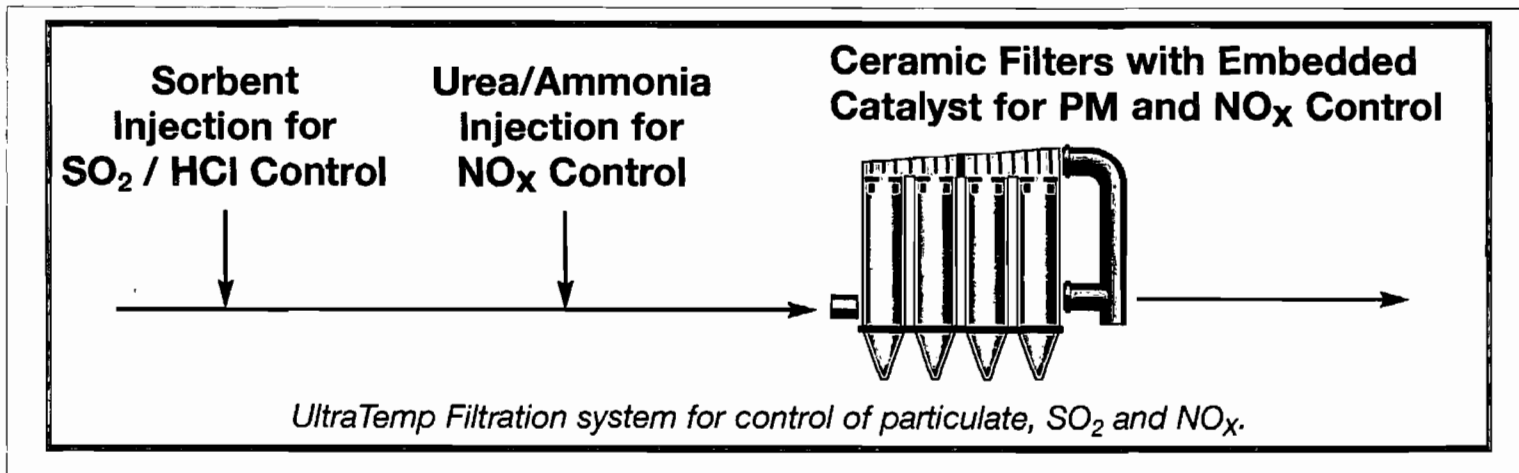 Sorbent
Injection for
SO₂ / HCl Control
Urea/Ammonia
Injection for
NOₓ Control
Ceramic Filters with Embedded
Catalyst for PM and NOₓ Control
UltraTemp Filtration system for control of particulate, SO₂ and NOₓ.